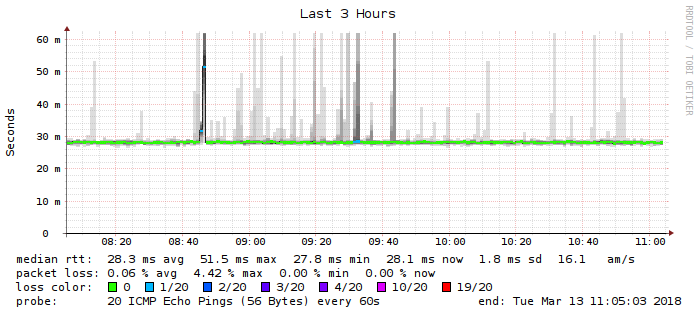 Last 3 Hours
RRDTOOL / TOBI OETIKER
Seconds
60 m
50 m
40 m
30 m
20 m
10 m
0
08:20 08:40 09:00 09:20 09:40 10:00 10:20 10:40 11:00
median rtt: 28.3 ms avg 51.5 ms max 27.8 ms min 28.1 ms now 1.8 ms sd 16.1 am/s
packet loss: 0.06 % avg 4.42 % max 0.00 % min 0.00 % now
loss color: 0 1/20 2/20 3/20 4/20 10/20 19/20
probe: 20 ICMP Echo Pings (56 Bytes) every 60s end: Tue Mar 13 11:05:03 2018